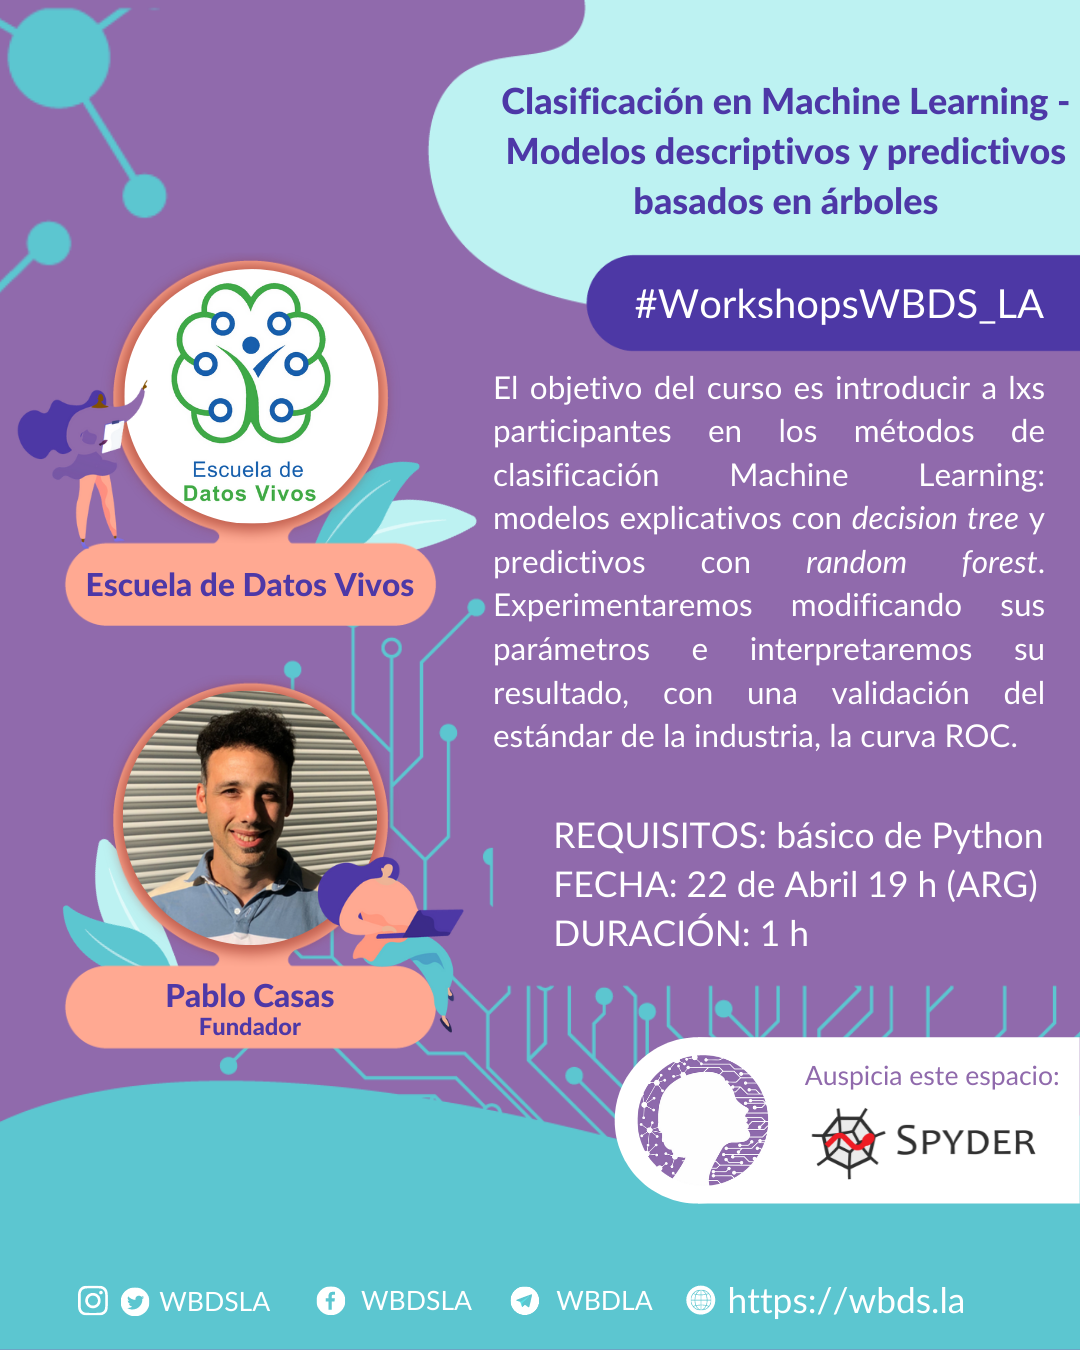 Clasificación en Machine Learning -
Modelos descriptivos y predictivos
basados en árboles
#WorkshopsWBDS_LA
Escuela de
Datos Vivos
Escuela de Datos Vivos
El objetivo del curso es introducir a lxs
participantes en los métodos de
clasificación Machine Learning:
modelos explicativos con decision tree y
predictivos con random forest.
Experimentaremos modificando sus
parámetros e interpretaremos su
resultado, con una validación del
estándar de la industria, la curva ROC.
REQUISITOS: básico de Python
FECHA: 22 de Abril 19 h (ARG)
DURACIÓN: 1 h
Pablo Casas
Fundador
Auspicia este espacio:
SPYDER
WBDSLA
WBDSLA
WBDLA
https://wbds.la